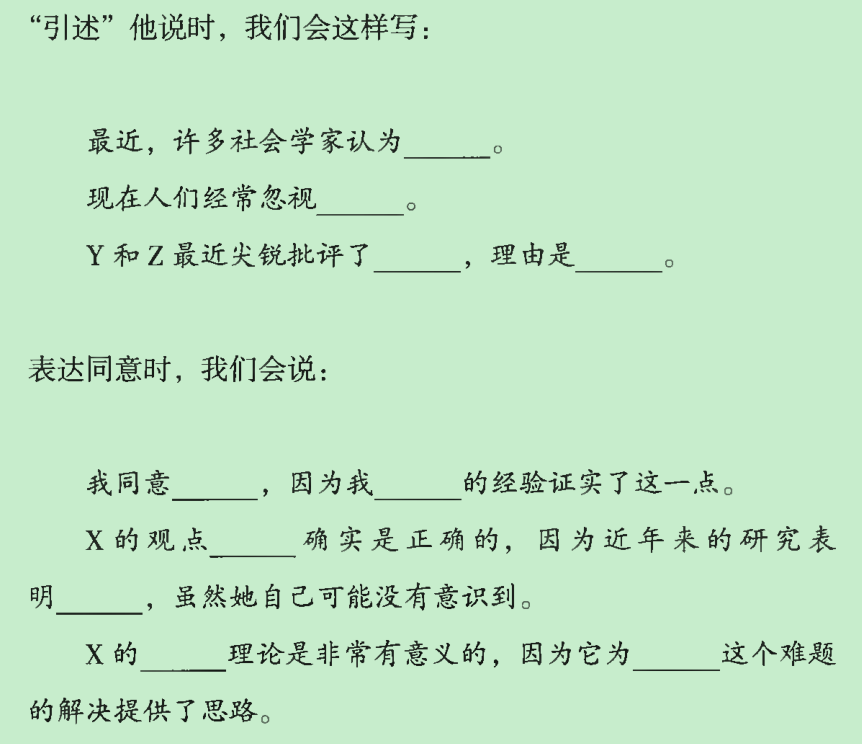 “引述”他说时，我们会这样写：
最近，许多社会学家认为______。
现在人们经常忽视______。
Y 和 Z 最近尖锐批评了______，理由是______。
表达同意时，我们会说：
我同意______，因为我______的经验证实了这一点。
X 的观点______确实是正确的，因为近年来的研究表
明______，虽然她自己可能没有意识到。
X 的______理论是非常有意义的，因为它为______这个难题
的解决提供了思路。